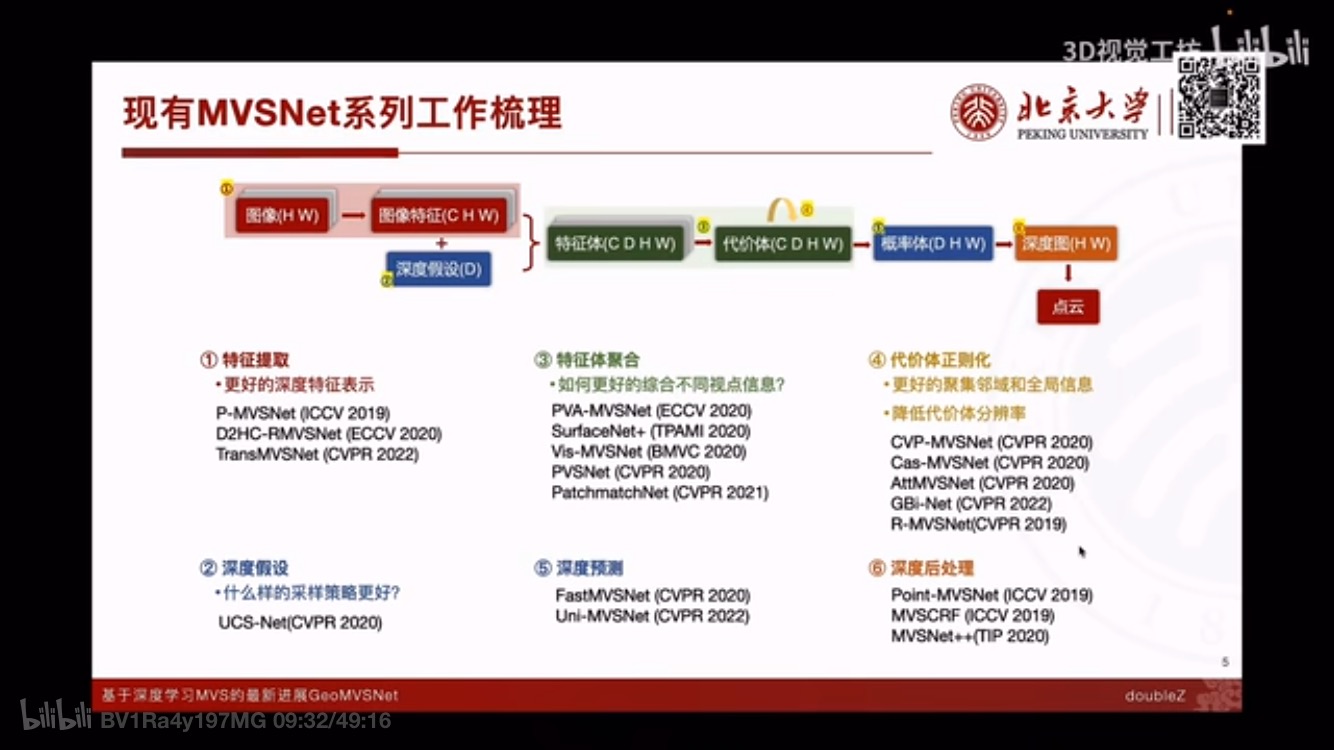 3D视觉工坊 bilibili
现有MVSNet系列工作梳理
北京大学
PEKING UNIVERSITY
① 图像(H W) 图像特征(C H W)
+
② 深度假设(D)
特征体(C D H W) ③ 代价体(C D H W) ④ 概率体(D H W) 深度图(H W)
点云
① 特征提取
•更好的深度特征表示
P-MVSNet (ICCV 2019)
D2HC-RMVSNet (ECCV 2020)
TransMVSNet (CVPR 2022)
③ 特征体聚合
•如何更好的综合不同视点信息?
PVA-MVSNet (ECCV 2020)
SurfaceNet+ (TPAMI 2020)
Vis-MVSNet (BMVC 2020)
PVSNet (CVPR 2020)
PatchmatchNet (CVPR 2021)
④ 代价体正则化
•更好的聚集邻域和全局信息
•降低代价体分辨率
CVP-MVSNet (CVPR 2020)
Cas-MVSNet (CVPR 2020)
AttMVSNet (CVPR 2020)
GBi-Net (CVPR 2022)
R-MVSNet(CVPR 2019)
② 深度假设
•什么样的采样策略更好?
UCS-Net(CVPR 2020)
⑤ 深度预测
FastMVSNet (CVPR 2020)
Uni-MVSNet (CVPR 2022)
⑥ 深度后处理
Point-MVSNet (ICCV 2019)
MVSCRF (ICCV 2019)
MVSNet++(TIP 2020)
5
基于深度学习MVS的最新进展GeoMVSNet
doubleZ
bilibili BV1Ra4y197MG 09:32/49:16